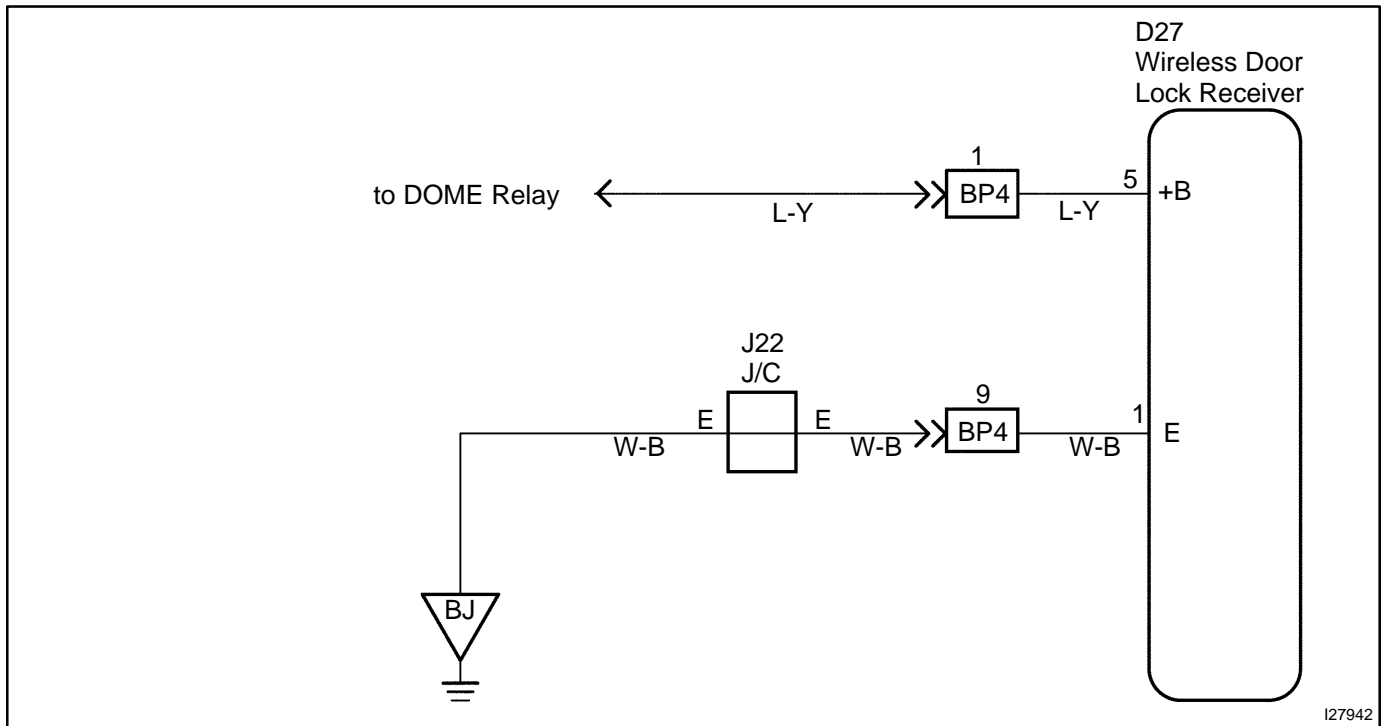 D27
Wireless Door
Lock Receiver
1
to DOME Relay
BP4
5
+B
L-Y
L-Y
J22
J/C
9
E
E
BP4
1
E
W-B
W-B
W-B
BJ
I27942